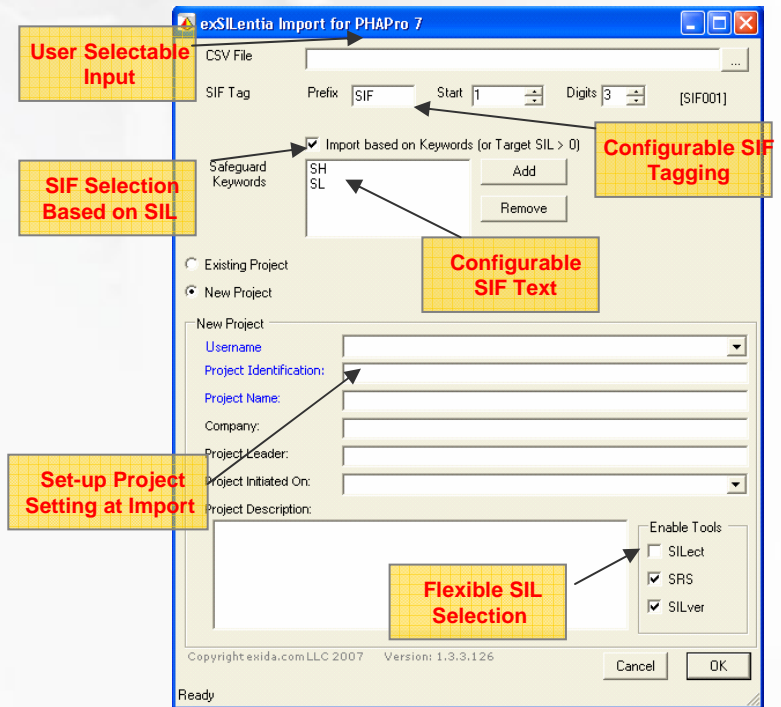 exSILentia Import for PHAPro 7
User Selectable
Input
CSV File
...
SIF Tag
Prefix
SIF
Start
1
Digits
3
[SIF001]
Configurable SIF
Tagging
Import based on Keywords (or Target SIL > 0)
SIF Selection
Based on SIL
Safeguard
Keywords
SH
SL
Add
Remove
Configurable
SIF Text
Existing Project
New Project
New Project
Username
Project Identification:
Project Name:
Company:
Project Leader:
Set-up Project
Setting at Import
Project Initiated On:
Project Description:
Enable Tools
SILect
SRS
SILver
Flexible SIL
Selection
Copyright exida.com LLC 2007 Version: 1.3.3.126
Cancel
OK
Ready